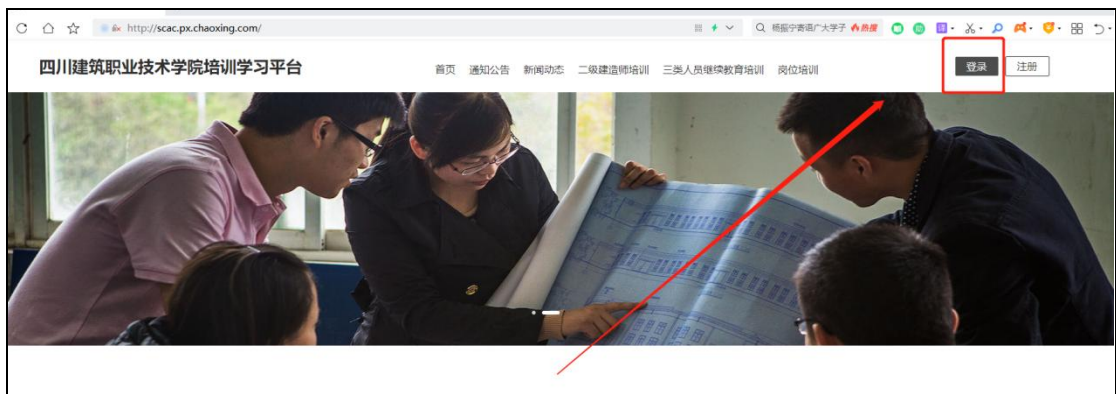 http://scac.px.chaoxing.com/
杨振宁寄语广大学子 热搜
译
四川建筑职业技术学院培训学习平台
首页 通知公告 新闻动态 二级建造师培训 三类人员继续教育培训 岗位培训
登录 注册